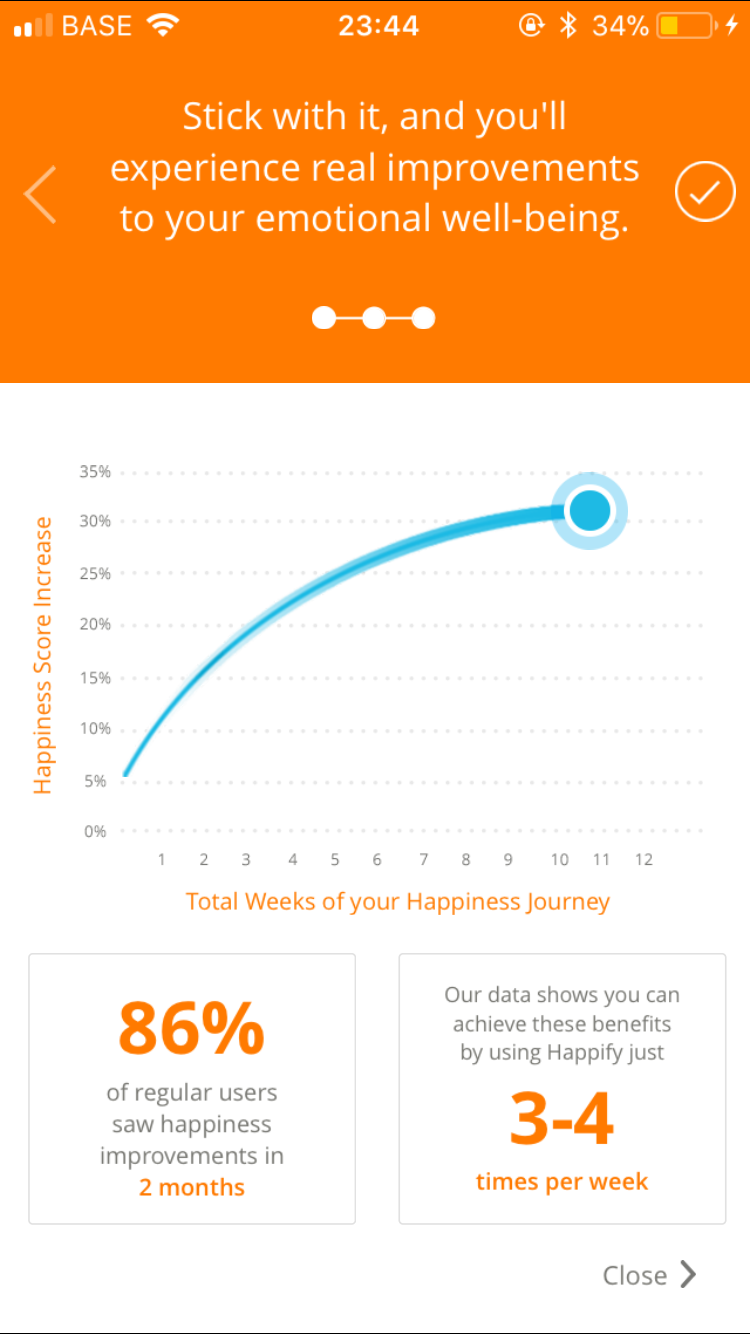 BASE 23:44 34%
Stick with it, and you'll
experience real improvements
to your emotional well-being.
Happiness Score Increase
35%
30%
25%
20%
15%
10%
5%
0%
1 2 3 4 5 6 7 8 9 10 11 12
Total Weeks of your Happiness Journey
86%
of regular users
saw happiness
improvements in
2 months
Our data shows you can
achieve these benefits
by using Happify just
3-4
times per week
Close